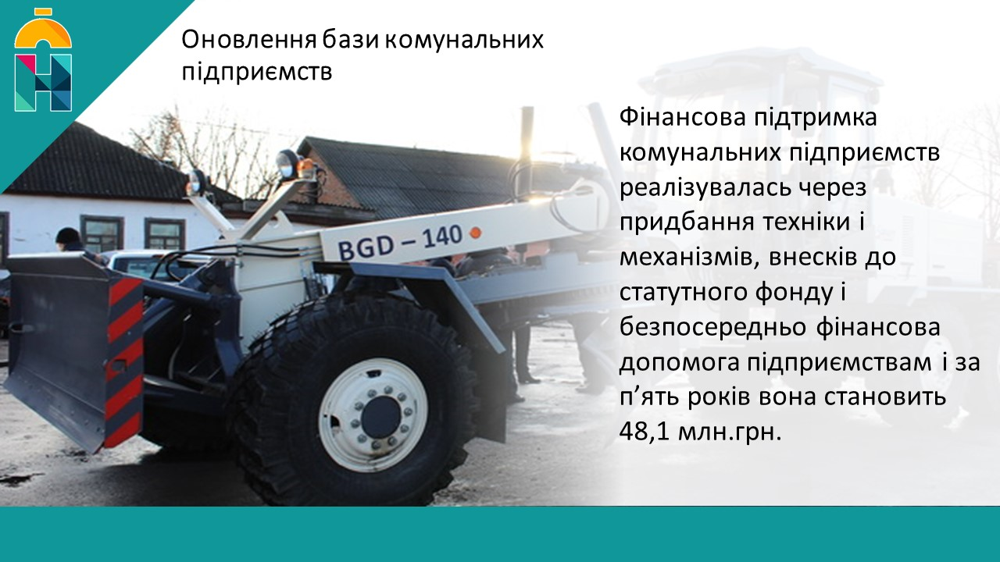 Оновлення бази комунальних
підприємств
Фінансова підтримка
комунальних підприємств
реалізувалась через
придбання техніки і
механізмів, внесків до
статутного фонду і
безпосередньо фінансова
допомога підприємствам і за
п’ять років вона становить
48,1 млн.грн.
BGD – 140